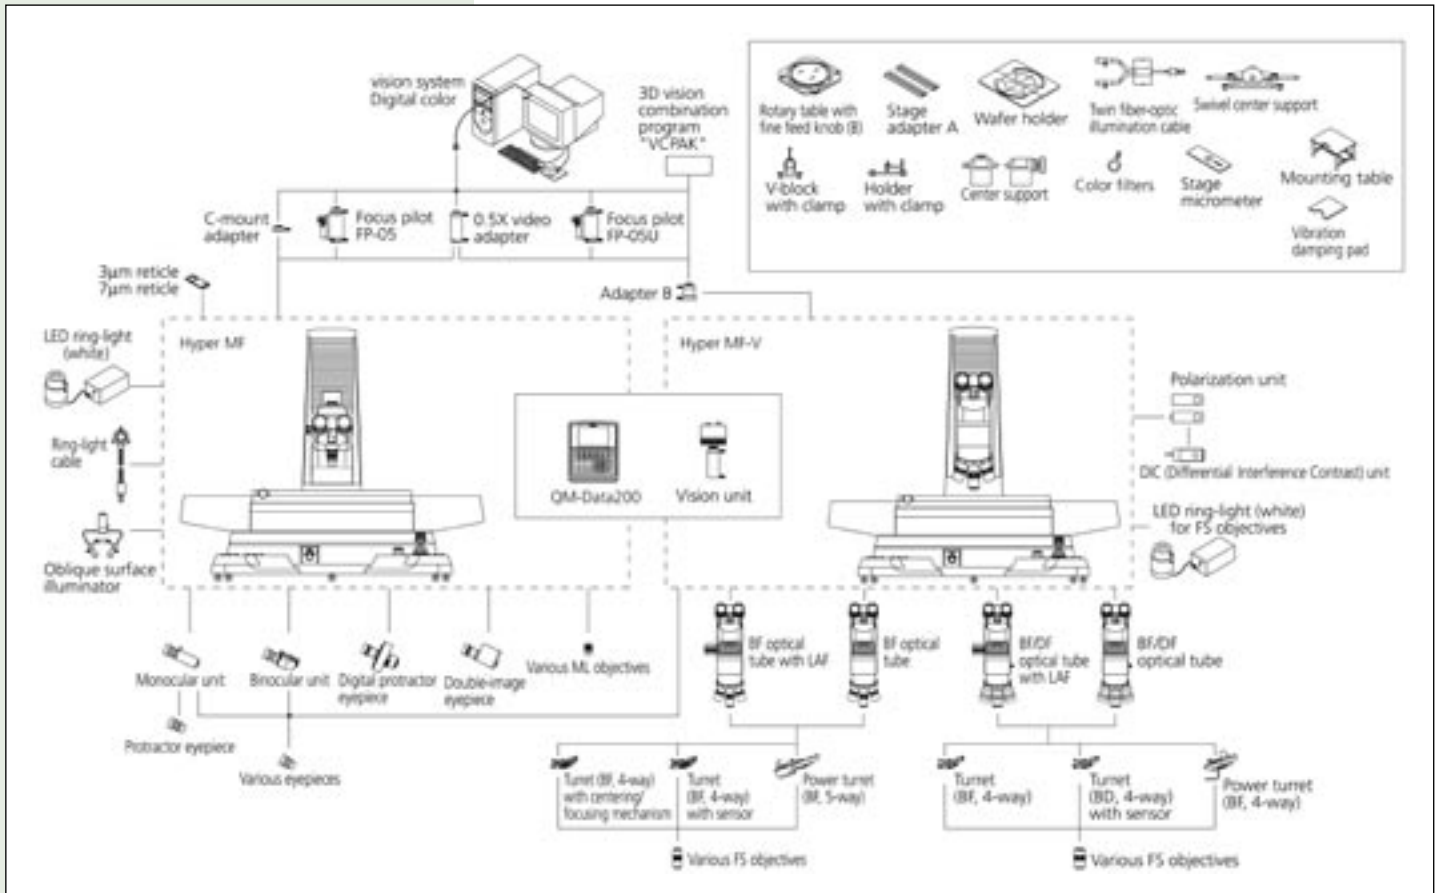 vision system
Digital color
3D vision
combination
program
"VCPAK"
C-mount
adapter
Focus pilot
FP-05
0.5X video
adapter
Focus pilot
FP-05U
Rotary table with
fine feed knob (B)
Stage
adapter A
Wafer holder
Twin fiber-optic
illumination cable
Swivel center support
V-block
with clamp
Holder
with clamp
Center support
Color filters
Stage
micrometer
Mounting table
Vibration
damping pad
3μm reticle
7μm reticle
Adapter B
LED ring-light
(white)
Hyper MF
Hyper MF-V
Ring-light
cable
QM-Data200
Vision unit
Polarization unit
DIC (Differential Interference Contrast) unit
LED ring-light (white)
for FS objectives
Oblique surface
illuminator
Monocular unit
Binocular unit
Digital protractor
eyepiece
Double-image
eyepiece
Various ML objectives
BF optical
tube with LAF
BF optical
tube
BF/DF
optical tube
with LAF
BF/DF
optical tube
Protractor eyepiece
Various eyepieces
Turret (BF, 4-way)
with centering/
focusing mechanism
Turret
(BF, 4-way)
with sensor
Power turret
(BF, 5-way)
Turret
(BF, 4-way)
Turret
(BD, 4-way)
with sensor
Power turret
(BF, 4-way)
Various FS objectives
Various FS objectives